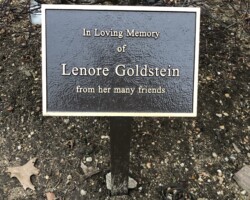 In Loving Memory
of
Lenore Goldstein
from her many friends